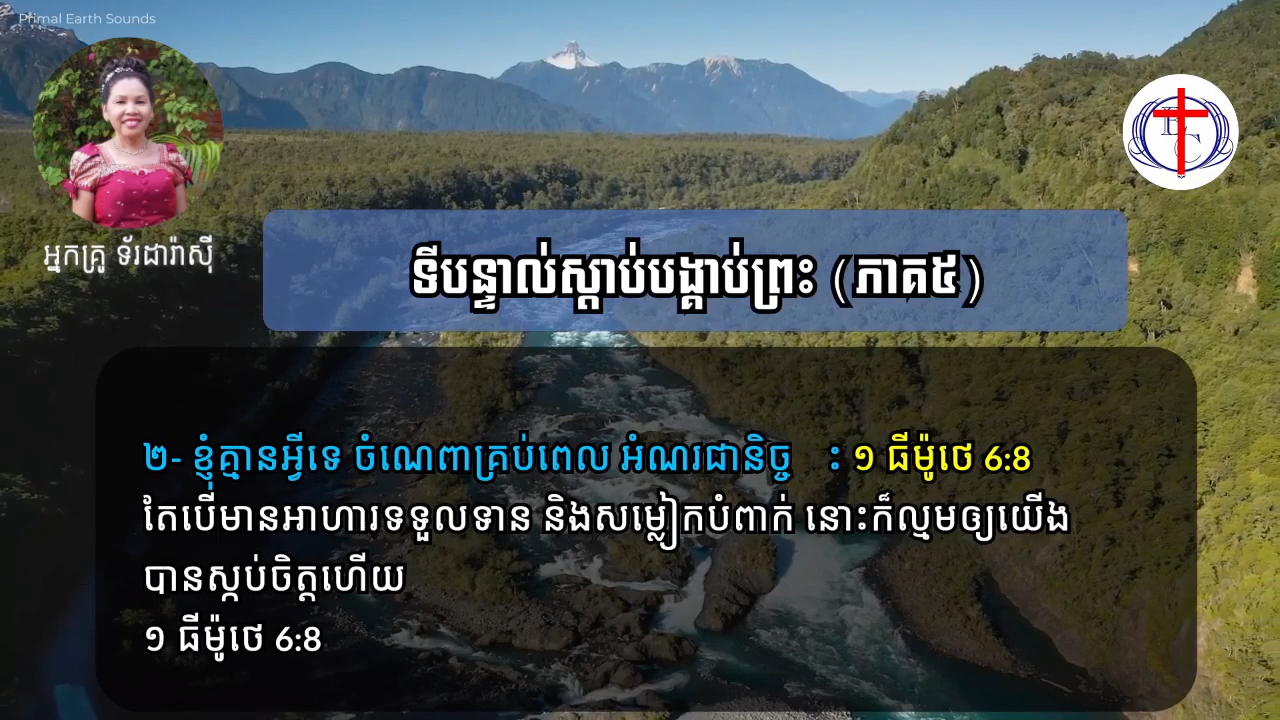 Primal Earth Sounds
អ្នកគ្រូ ទ័រដារ៉ាស៊ី
ទីបន្ទាល់ស្ដាប់បង្គាប់ព្រះ (ភាគ៥)
២- ខ្ញុំគ្មានអ្វីទេ ចំណេពាគ្រប់ពេល អំណរជានិច្ច : ១ ធីម៉ូថេ 6:8
តែបើមានអាហារទទួលទាន និងសម្លៀកបំពាក់ នោះក៏ល្មមឲ្យយើង
បានស្កប់ចិត្តហើយ
១ ធីម៉ូថេ 6:8